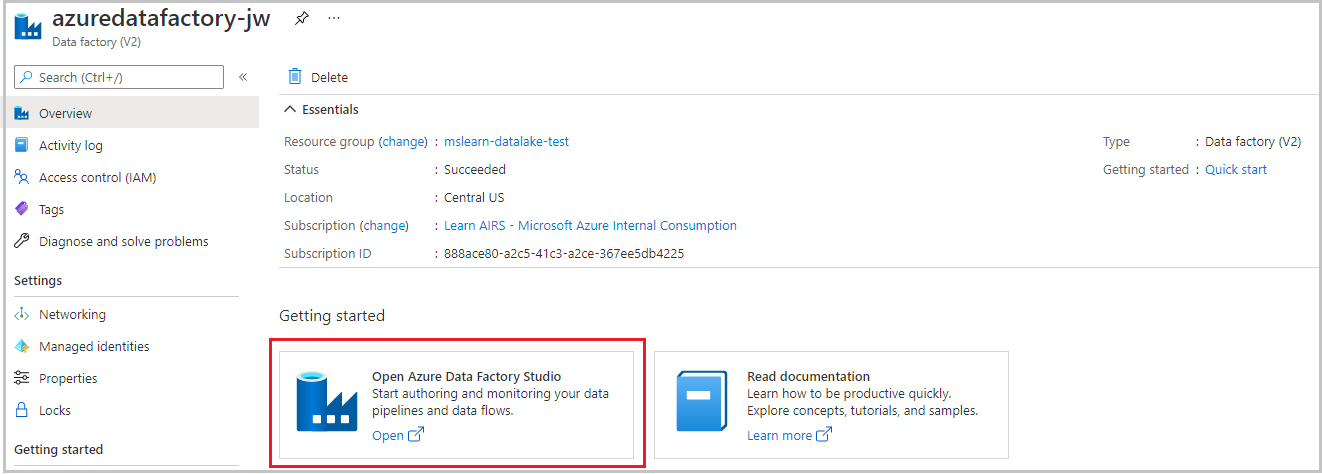 azuredatafactory-jw ...
Data factory (V2)
Search (Ctrl+/) «
Overview
Activity log
Access control (IAM)
Tags
Diagnose and solve problems
Settings
Networking
Managed identities
Properties
Locks
Getting started
Delete
Essentials
Resource group (change) : mslearn-datalake-test
Status : Succeeded
Location : Central US
Subscription (change) : Learn AIRS - Microsoft Azure Internal Consumption
Subscription ID : 888ace80-a2c5-41c3-a2ce-367ee5db4225
Type : Data factory (V2)
Getting started : Quick start
Getting started
Open Azure Data Factory Studio
Start authoring and monitoring your data
pipelines and data flows.
Open
Read documentation
Learn how to be productive quickly.
Explore concepts, tutorials, and samples.
Learn more